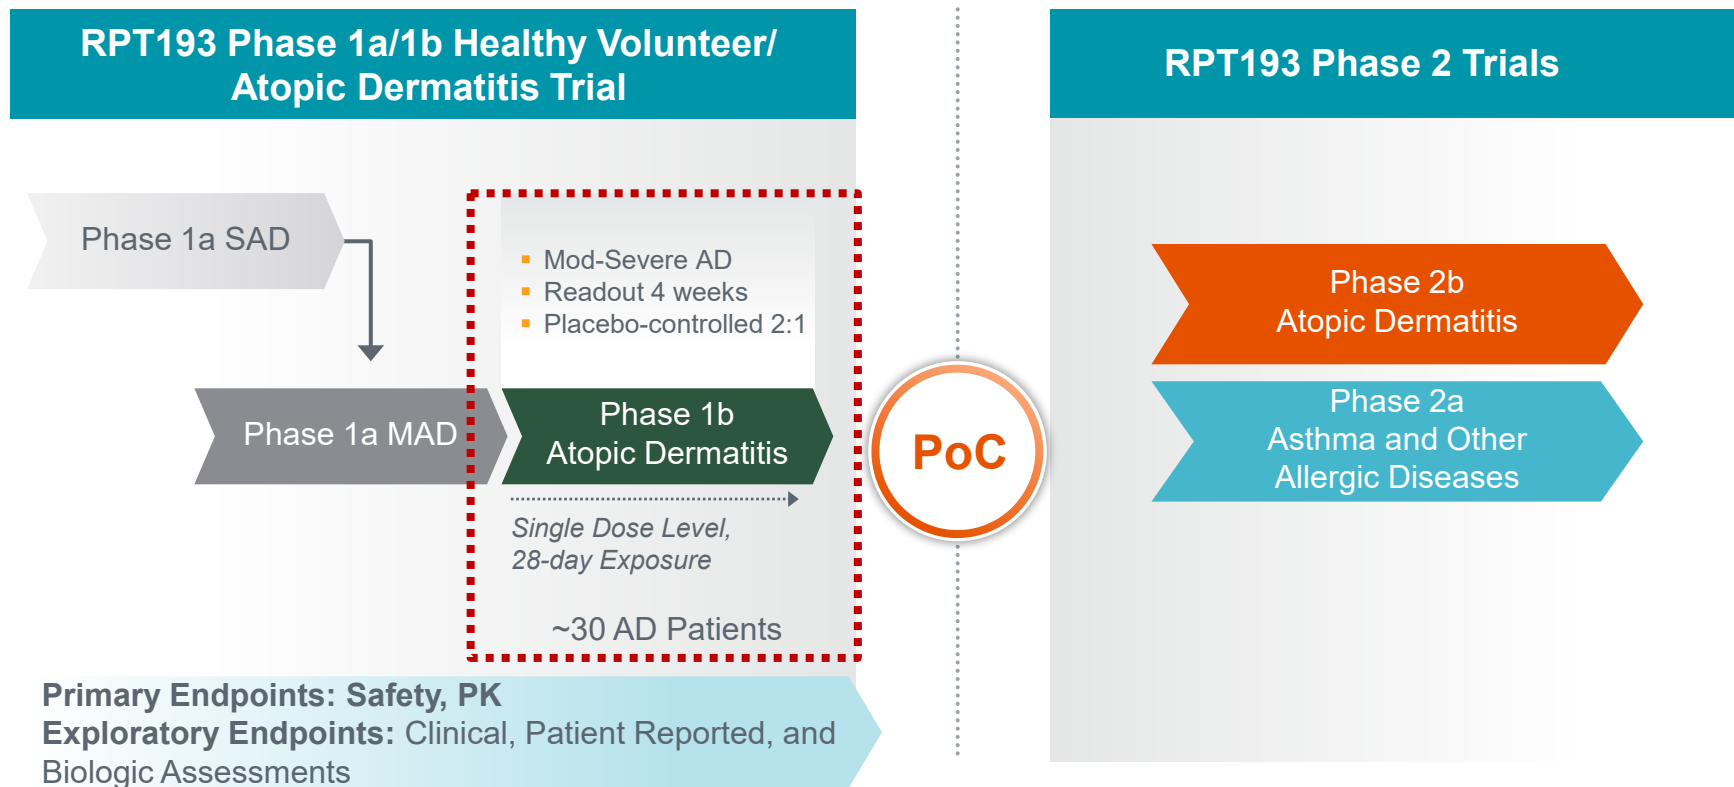 RPT193 Phase 1a/1b Healthy Volunteer/
Atopic Dermatitis Trial
Phase 1a SAD
▪ Mod-Severe AD
▪ Readout 4 weeks
▪ Placebo-controlled 2:1
Phase 1a MAD
Phase 1b
Atopic Dermatitis
Single Dose Level,
28-day Exposure
~30 AD Patients
Primary Endpoints: Safety, PK
Exploratory Endpoints: Clinical, Patient Reported, and
Biologic Assessments
PoC
RPT193 Phase 2 Trials
Phase 2b
Atopic Dermatitis
Phase 2a
Asthma and Other
Allergic Diseases